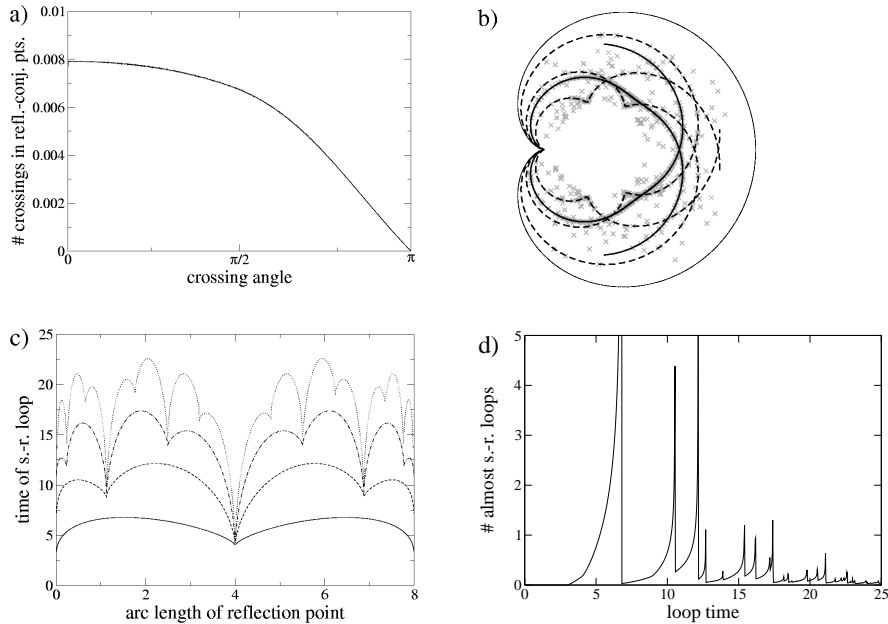 a)
# crossings in refl.-conj. pts.
0.01
0.008
0.006
0.004
0.002
0
0
π/2
π
crossing angle
b)
c)
time of s.-r. loop
25
20
15
10
5
0
0
2
4
6
8
arc length of reflection point
d)
# almost s.-r. loops
5
4
3
2
1
0
0
5
10
15
20
25
loop time